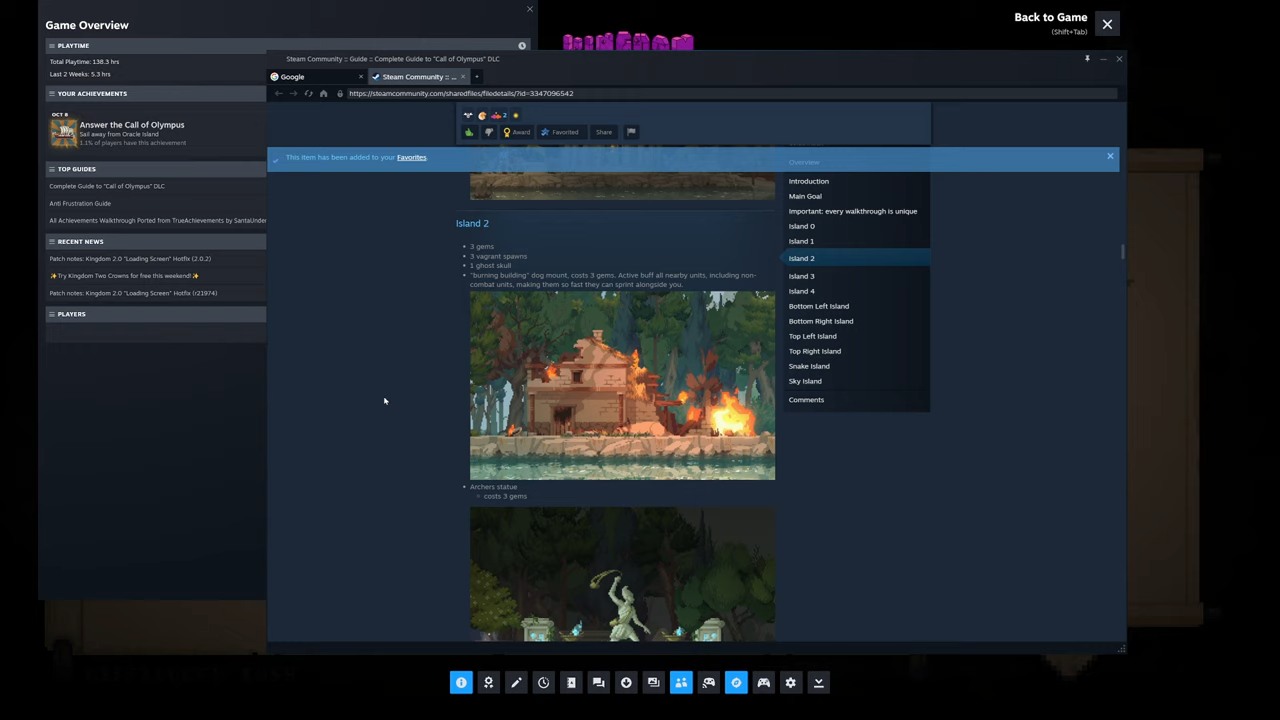 Game Overview
PLAYTIME
Total Playtime: 138.3 hrs
Last 2 Weeks: 5.3 hrs
YOUR ACHIEVEMENTS
OCT 8
Answer the Call of Olympus
Sail away from Oracle Island
1.1% of players have this achievement
TOP GUIDES
Complete Guide to "Call of Olympus" DLC
Anti Frustration Guide
All Achievements Walkthrough Ported from TrueAchievements by SantaUnder
RECENT NEWS
Patch notes: Kingdom 2.0 "Loading Screen" Hotfix (2.0.2)
✨Try Kingdom Two Crowns for free this weekend!✨
Patch notes: Kingdom 2.0 "Loading Screen" Hotfix (r21974)
PLAYERS
Back to Game
(Shift+Tab)
Steam Community :: Guide :: Complete Guide to "Call of Olympus" DLC
Google
Steam Community :: ...
https://steamcommunity.com/sharedfiles/filedetails/?id=3347096542
2
Award
Favorited
Share
This item has been added to your Favorites.
Island 2
3 gems
3 vagrant spawns
1 ghost skull
"burning building" dog mount, costs 3 gems. Active buff all nearby units, including non-
combat units, making them so fast they can sprint alongside you.
Archers statue
costs 3 gems
Overview
Introduction
Main Goal
Important: every walkthrough is unique
Island 0
Island 1
Island 2
Island 3
Island 4
Bottom Left Island
Bottom Right Island
Top Left Island
Top Right Island
Snake Island
Sky Island
Comments